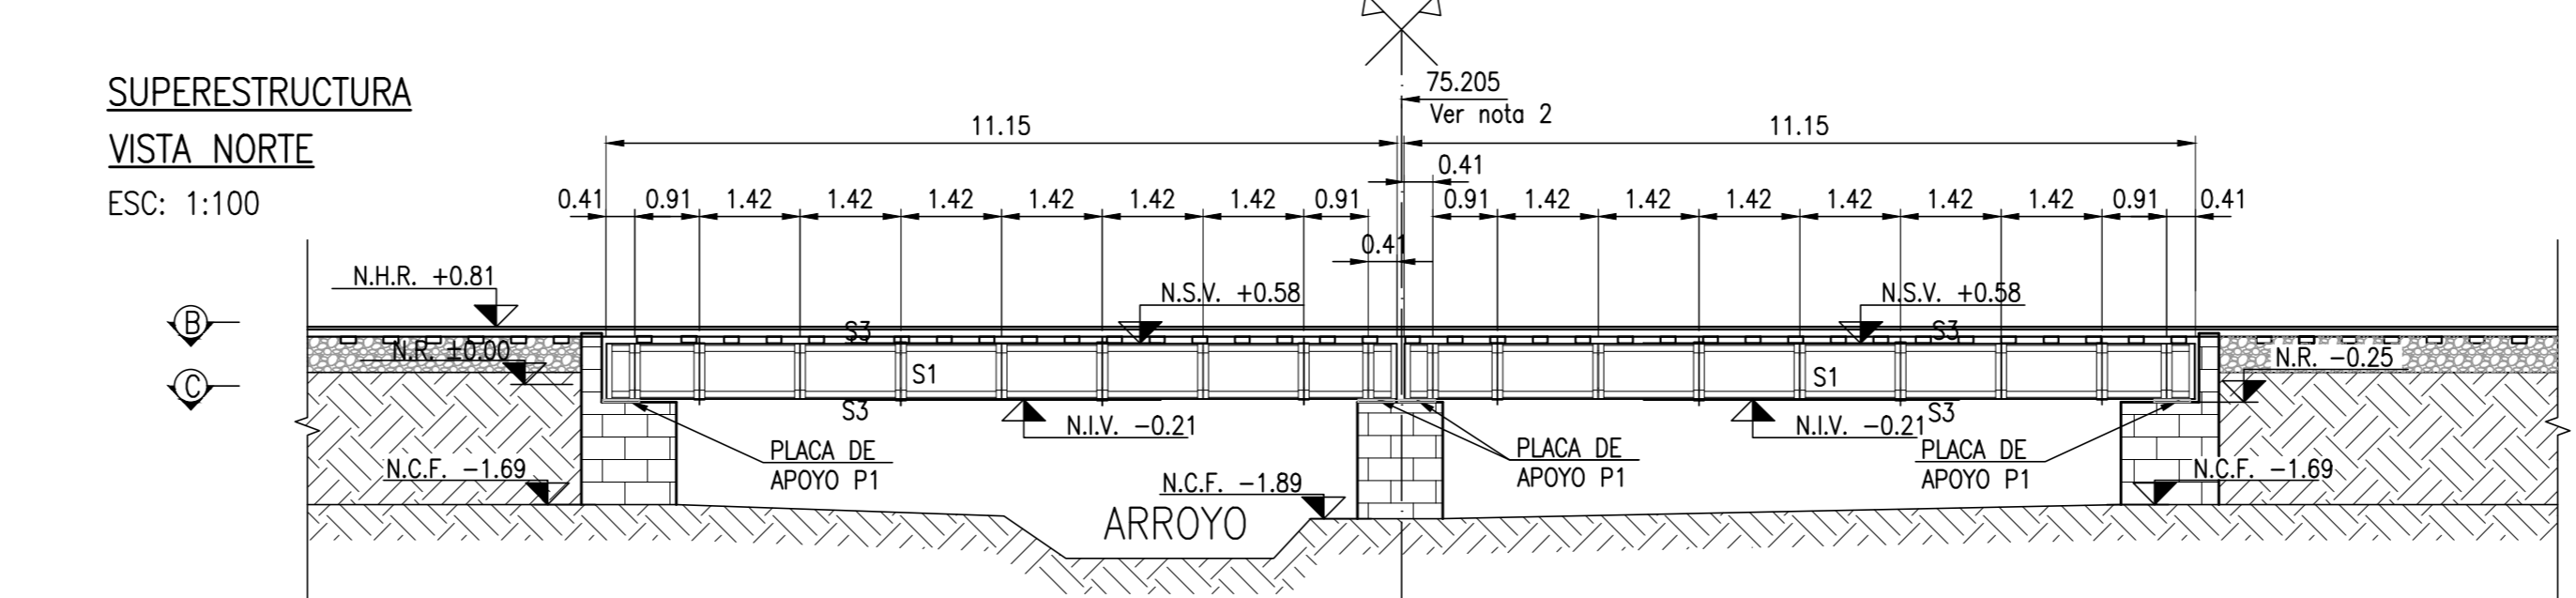 SUPERESTRUCTURA
VISTA NORTE
ESC: 1:100
75.205
Ver nota 2
11.15
11.15
0.41
0.41 0.91 1.42 1.42 1.42 1.42 1.42 1.42 0.91
0.91 1.42 1.42 1.42 1.42 1.42 1.42 0.91 0.41
0.41
N.H.R. +0.81
N.S.V. +0.58
N.S.V. +0.58
B
S3
S3
N.R. ±0.00
N.R. -0.25
C
S1
S1
S3
S3
N.I.V. -0.21
N.I.V. -0.21
PLACA DE
APOYO P1
PLACA DE
APOYO P1
PLACA DE
APOYO P1
N.C.F. -1.69
N.C.F. -1.89
N.C.F. -1.69
ARROYO